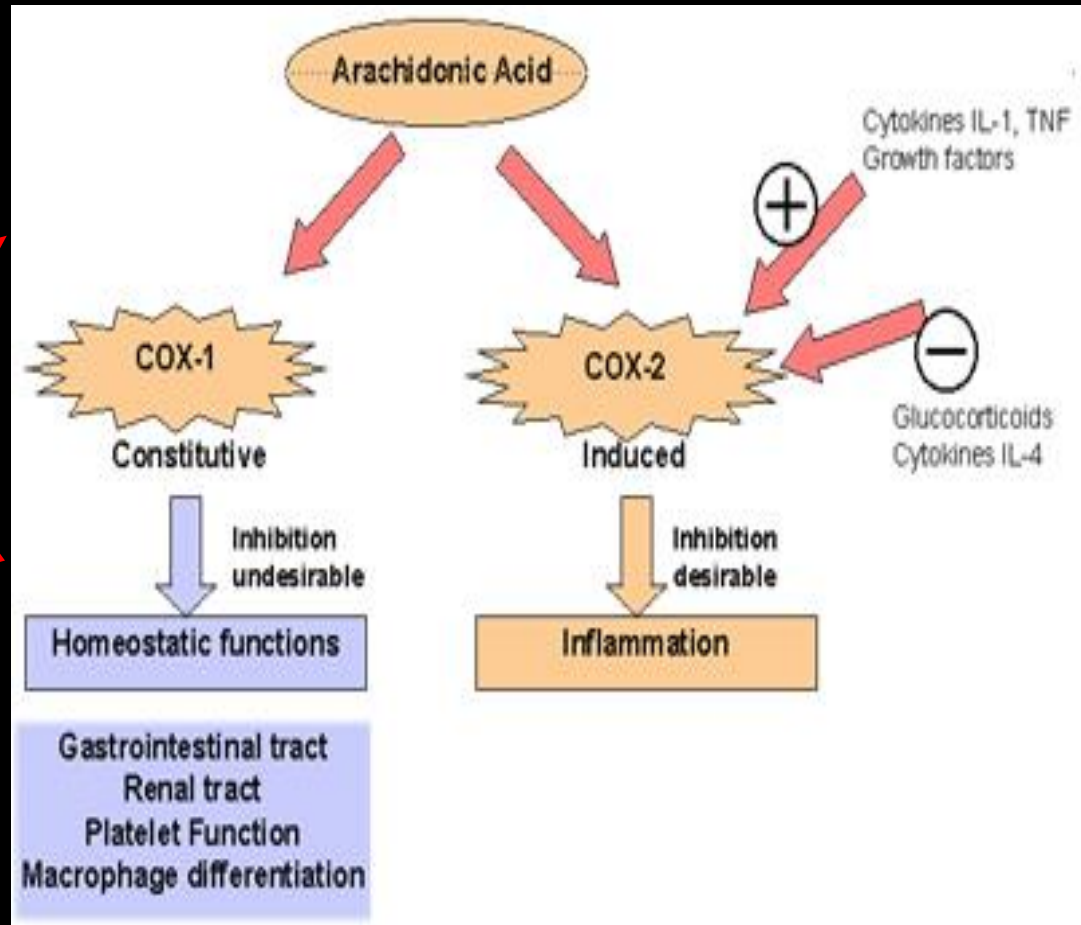 Arachidonic Acid
Cytokines IL-1, TNF
Growth factors
+
COX-1
COX-2
−
Glucocorticoids
Cytokines IL-4
Constitutive
Induced
Inhibition
undesirable
Inhibition
desirable
Homeostatic functions
Inflammation
Gastrointestinal tract
Renal tract
Platelet Function
Macrophage differentiation